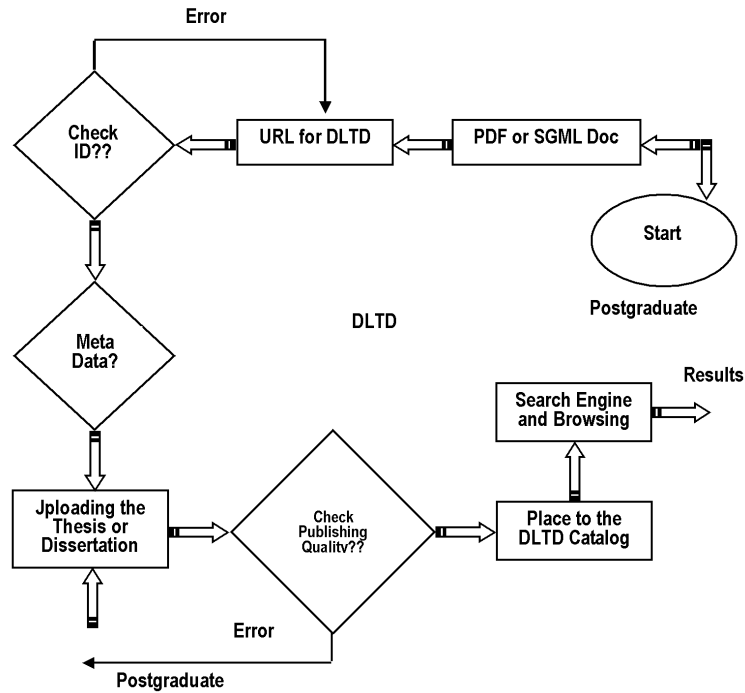 Error
Check
ID??
URL for DLTD
PDF or SGML Doc
Start
Postgraduate
DLTD
Meta
Data?
Results
Search Engine
and Browsing
Jploading the
Thesis or
Dissertation
Check
Publishing
Quality??
Place to the
DLTD Catalog
Error
Postgraduate